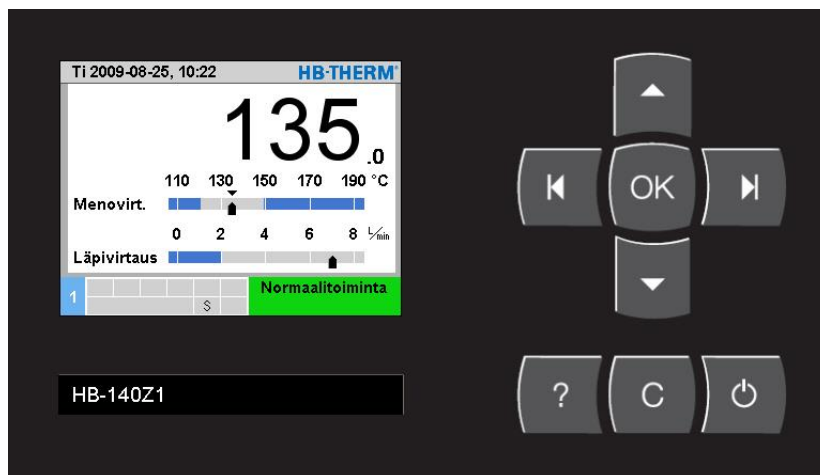 Ti 2009-08-25, 10:22 HB-THERM®
135.0
110 130 150 170 190 °C
Menovirt.
0 2 4 6 8 L/min
Läpivirtaus
1 Normaalitoiminta
S
OK
HB-140Z1
? C